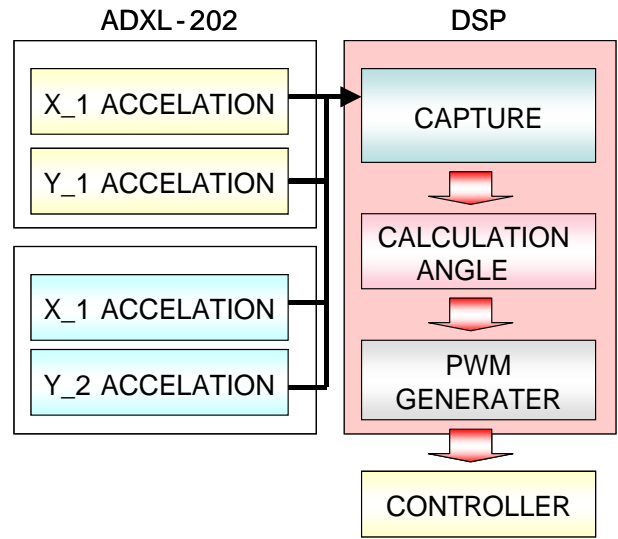 ADXL-202
X_1 ACCELATION
Y_1 ACCELATION
X_1 ACCELATION
Y_2 ACCELATION
DSP
CAPTURE
CALCULATION
ANGLE
PWM
GENERATER
CONTROLLER